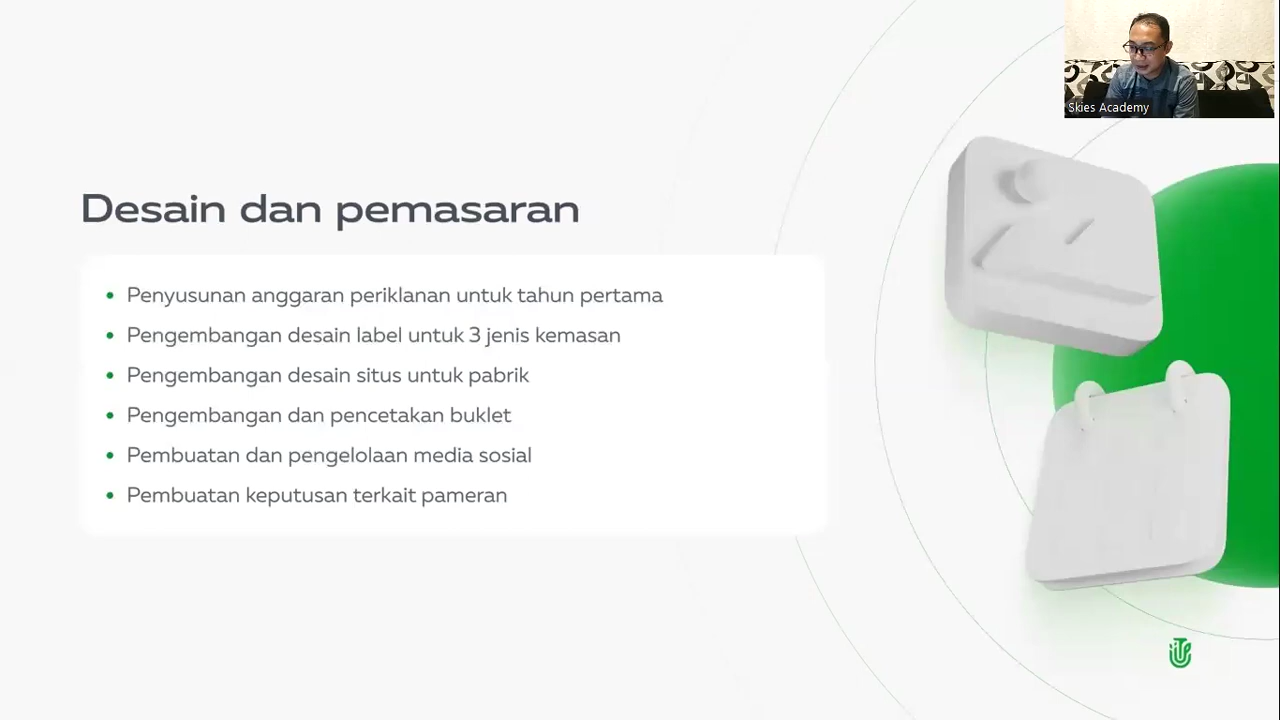 Skies Academy
Desain dan pemasaran
Penyusunan anggaran periklanan untuk tahun pertama
Pengembangan desain label untuk 3 jenis kemasan
Pengembangan desain situs untuk pabrik
Pengembangan dan pencetakan buklet
Pembuatan dan pengelolaan media sosial
Pembuatan keputusan terkait pameran